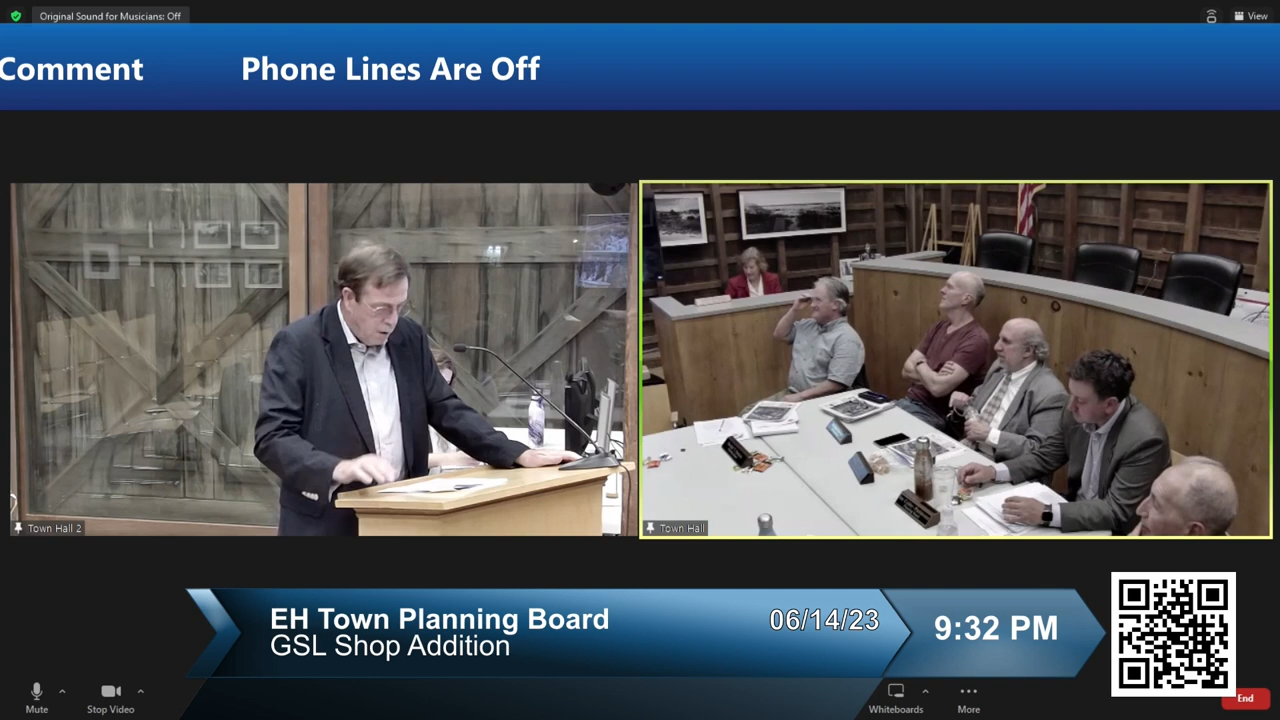 Original Sound for Musicians: Off
View
Comment Phone Lines Are Off
Town Hall 2
Town Hall
EH Town Planning Board
GSL Shop Addition
06/14/23
9:32 PM
Mute
Stop Video
Whiteboards
More
End